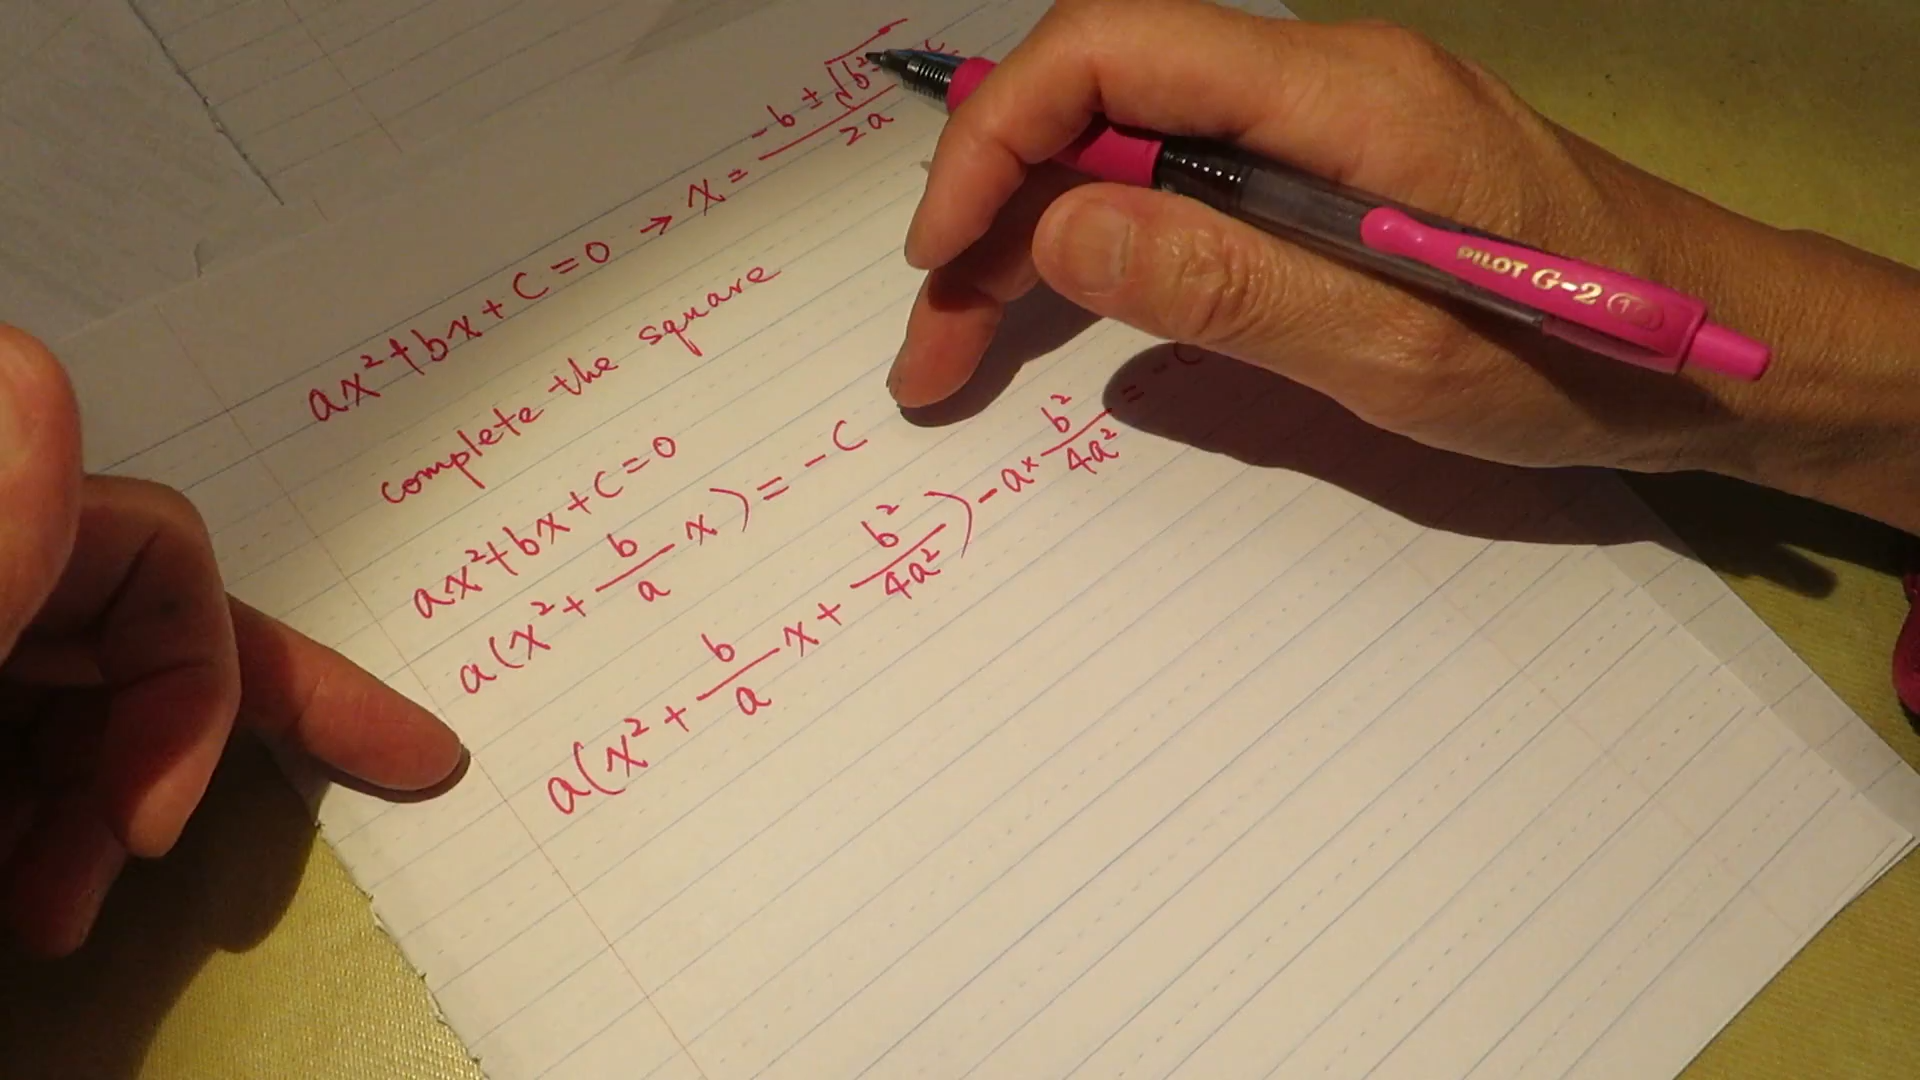 ax²+bx+c=0 → x = -b ± √b² / 2a
complete the square
ax²+bx+c=0
a(x²+ b/a x) = -c
a(x²+ b/a x + b²/4a²) - a× b²/4a² = -c
PILOT G-2